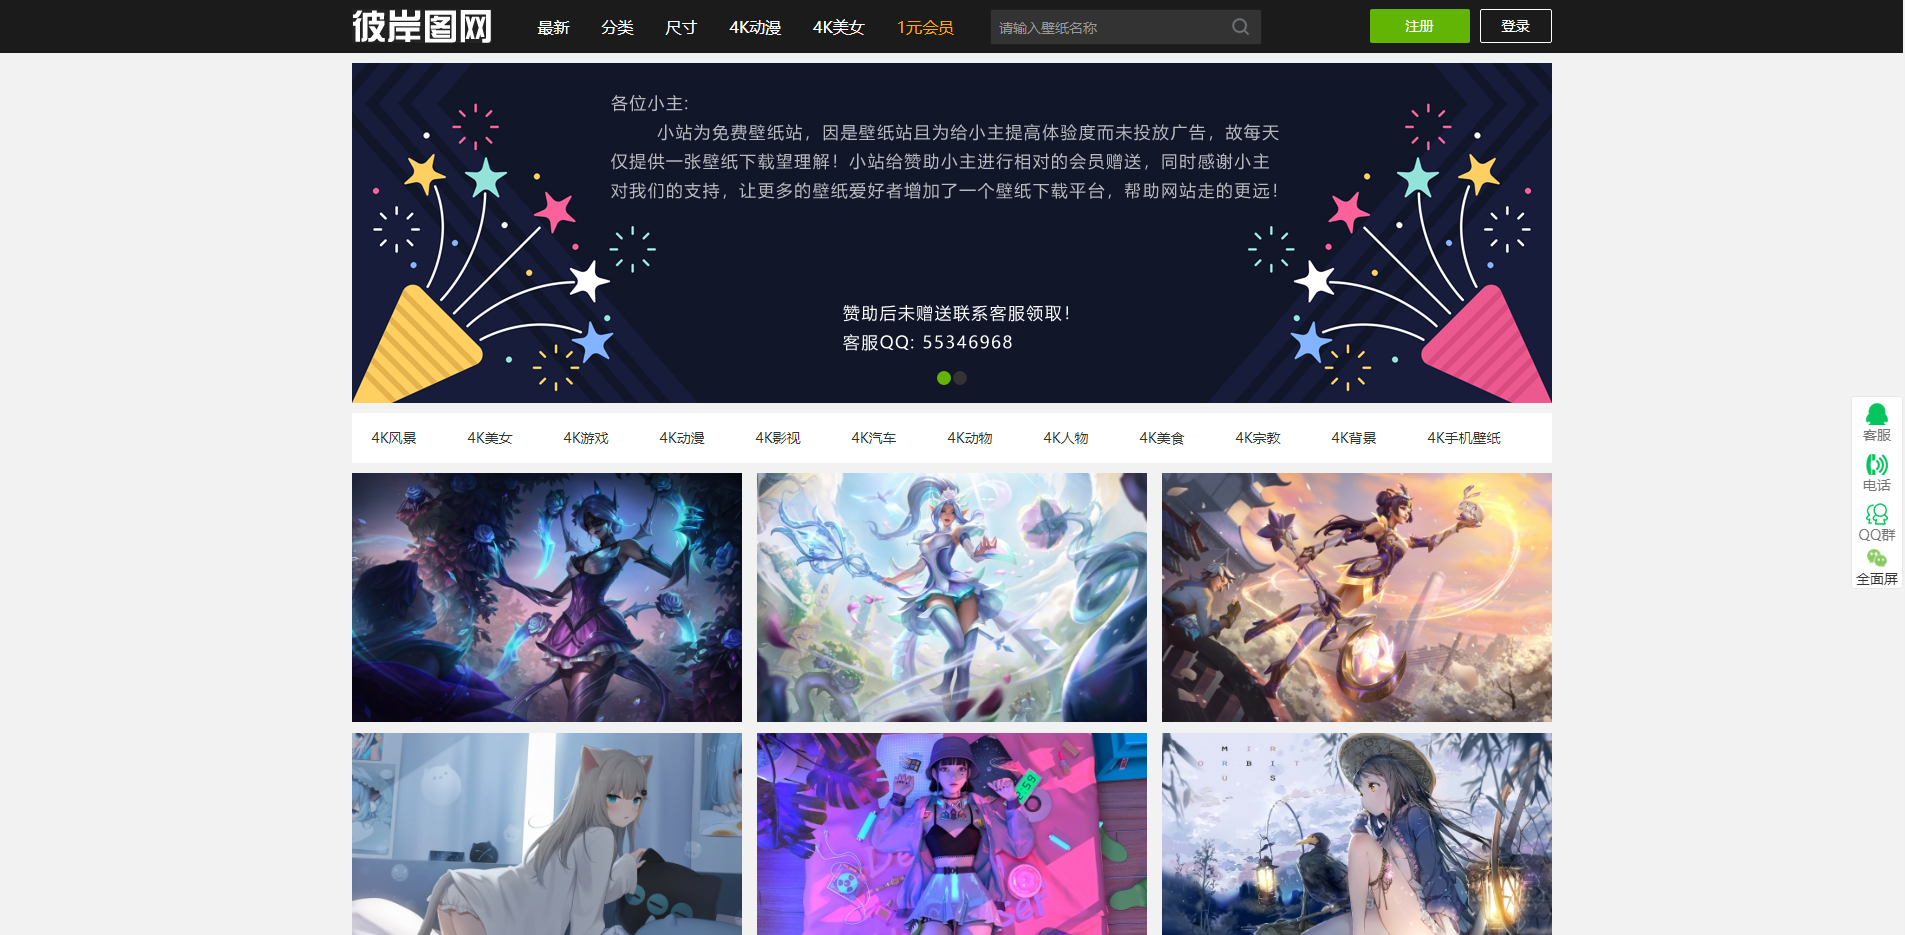 彼岸图网
最新 分类 尺寸 4K动漫 4K美女 1元会员 请输入壁纸名称 注册 登录
各位小主:
小站为免费壁纸站，因是壁纸站且为给小主提高体验度而未投放广告，故每天
仅提供一张壁纸下载望理解！小站给赞助小主进行相对的会员赠送，同时感谢小主
对我们的支持，让更多的壁纸爱好者增加了一个壁纸下载平台，帮助网站走的更远！
赞助后未赠送联系客服领取！
客服QQ: 55346968
4K风景 4K美女 4K游戏 4K动漫 4K影视 4K汽车 4K动物 4K人物 4K美食 4K宗教 4K背景 4K手机壁纸
客服
电话
QQ群
全面屏
M I R R
O R B I T
U S